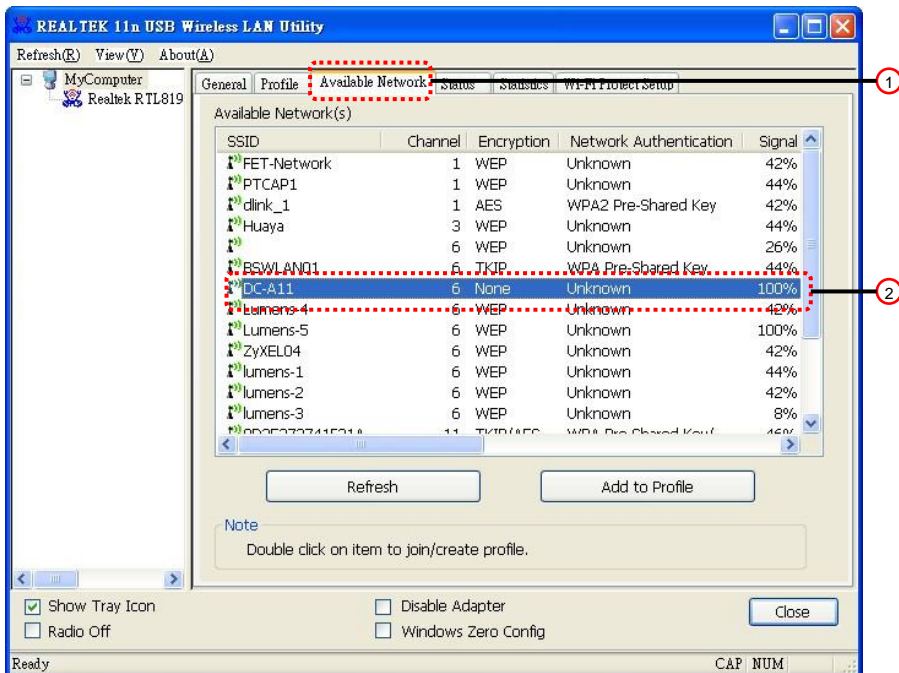 REALTEK 11n USB Wireless LAN Utility
Refresh(R) View(V) About(A)
MyComputer
Realtek RTL819
General Profile Available Network Status Statistics Wi-Fi Protect Setup
1
Available Network(s)
SSID Channel Encryption Network Authentication Signal
FET-Network 1 WEP Unknown 42%
PTCAP1 1 WEP Unknown 44%
dlink_1 1 AES WPA2 Pre-Shared Key 42%
Huaya 3 WEP Unknown 44%
6 WEP Unknown 26%
BSWLAN01 6 TKIP WPA Pre-Shared Key 44%
DC-A11 6 None Unknown 100%
2
Lumens-4 6 WEP Unknown 42%
Lumens-5 6 WEP Unknown 100%
ZyXEL04 6 WEP Unknown 42%
lumens-1 6 WEP Unknown 44%
lumens-2 6 WEP Unknown 42%
lumens-3 6 WEP Unknown 8%
11 WPA Pre-Shared 46%
Refresh Add to Profile
Note
Double click on item to join/create profile.
Show Tray Icon Disable Adapter
Radio Off Windows Zero Config
Close
Ready CAP NUM